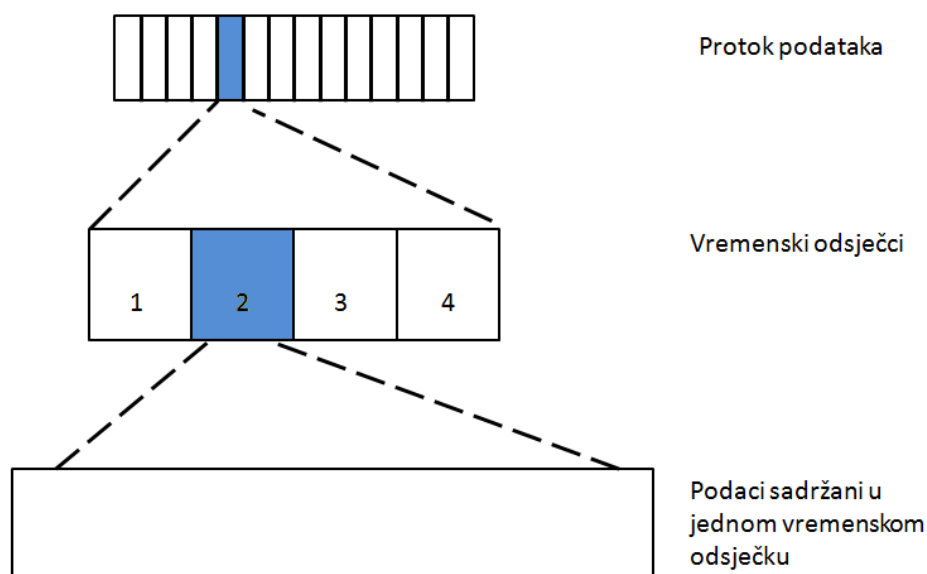 Protok podataka
Vremenski odsječci
1 2 3 4
Podaci sadržani u
jednom vremenskom
odsječku